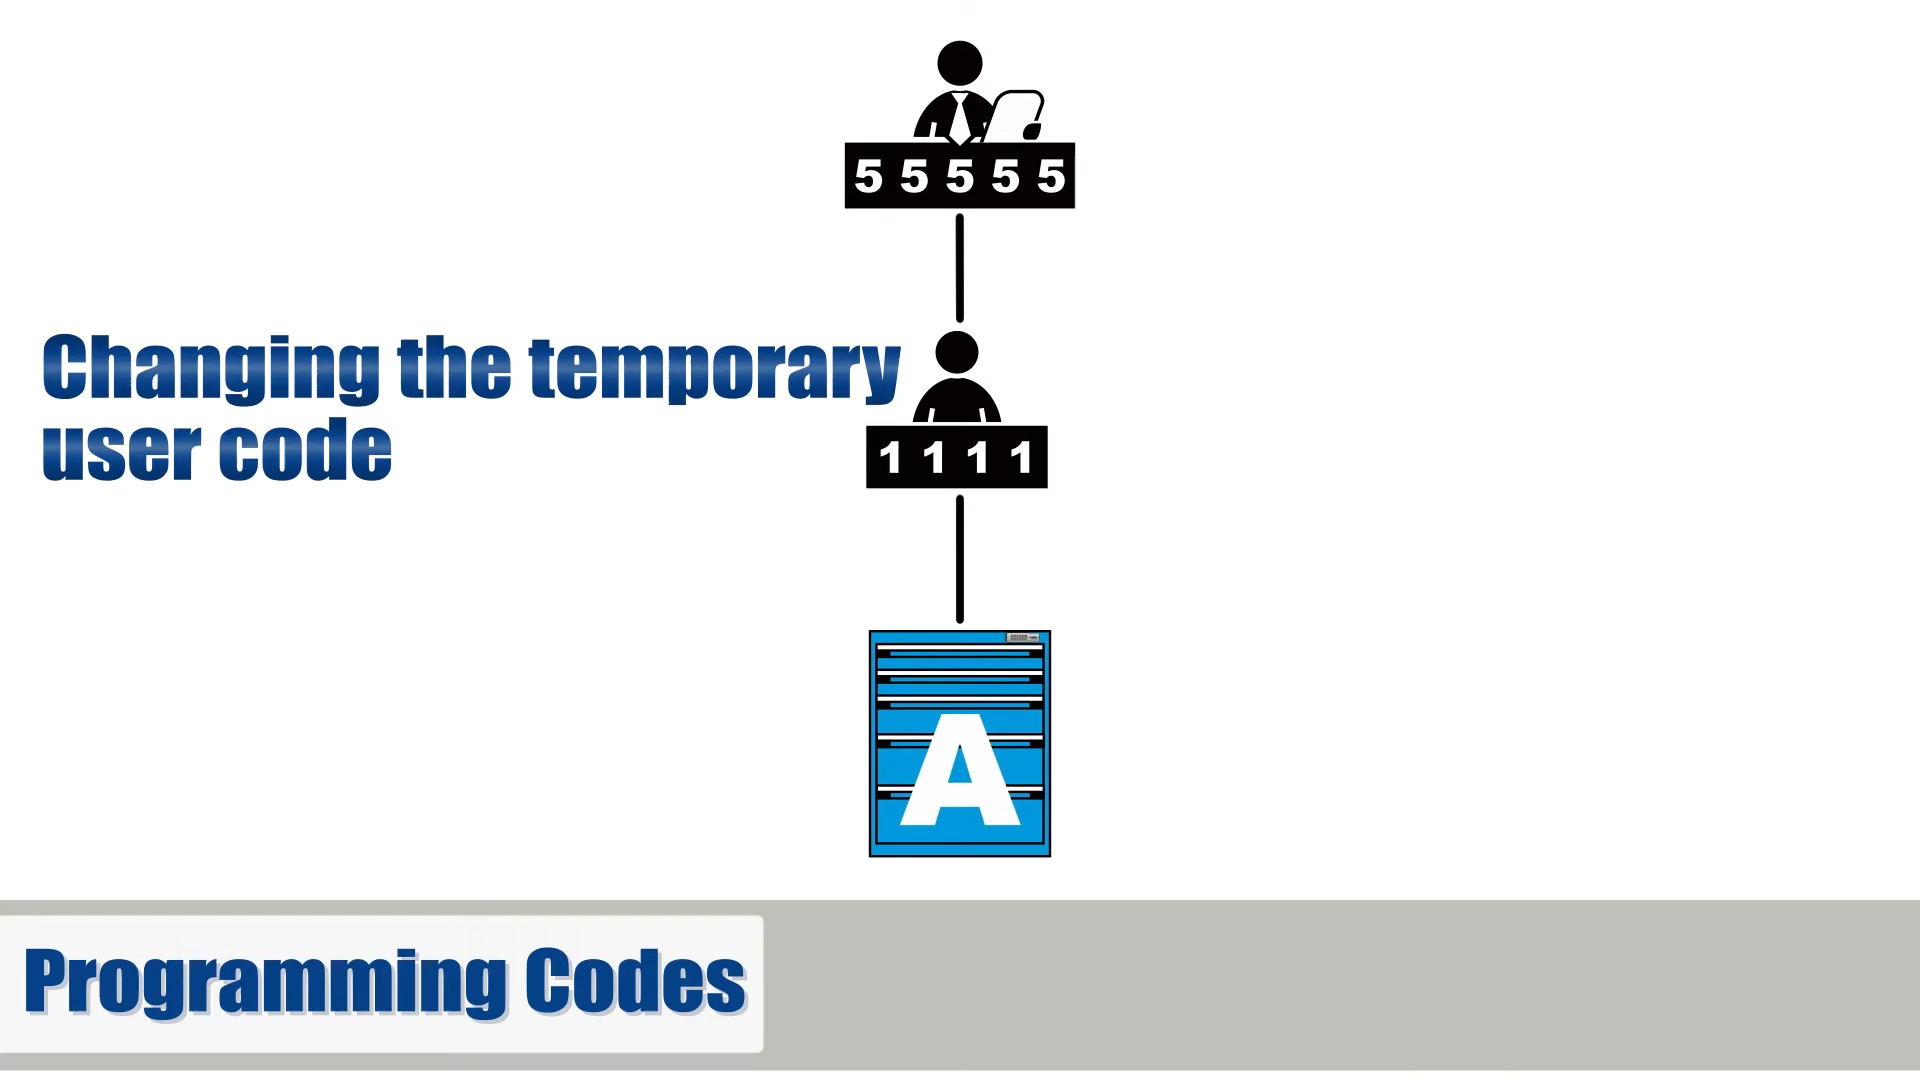 5 5 5 5 5
Changing the temporary
user code
1 1 1 1
A
Programming Codes